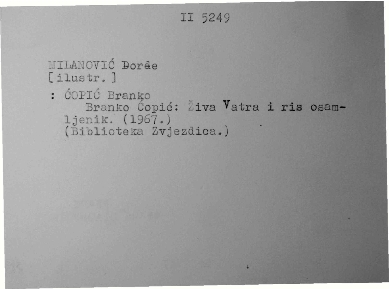 II 5249
MILANOVIĆ Đorđe
[ilustr.]
: ĆOPIĆ Branko
Branko Ćopić: Živa Vatra i ris osam-
ljenik. (1967.)
(Biblioteka Zvjezdica.)